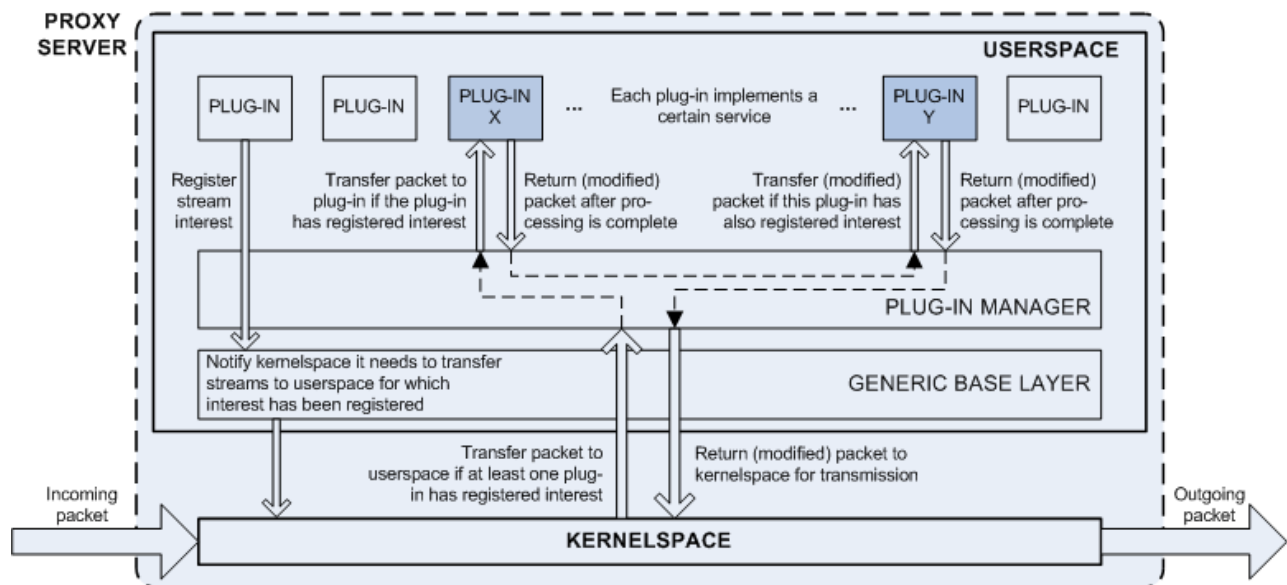 PROXY
SERVER
USERSPACE
PLUG-IN
PLUG-IN
PLUG-IN
X
...
Each plug-in implements a
certain service
...
PLUG-IN
Y
PLUG-IN
Register
stream
interest
Transfer packet to
plug-in if the plug-in
has registered interest
Return (modified)
packet after pro-
cessing is complete
Transfer (modified)
packet if this plug-in has
also registered interest
Return (modified)
packet after pro-
cessing is complete
PLUG-IN MANAGER
Notify kernelspace it needs to transfer
streams to userspace for which
interest has been registered
GENERIC BASE LAYER
Transfer packet to
userspace if at least one plug-
in has registered interest
Return (modified) packet to
kernelspace for transmission
Incoming
packet
KERNELSPACE
Outgoing
packet